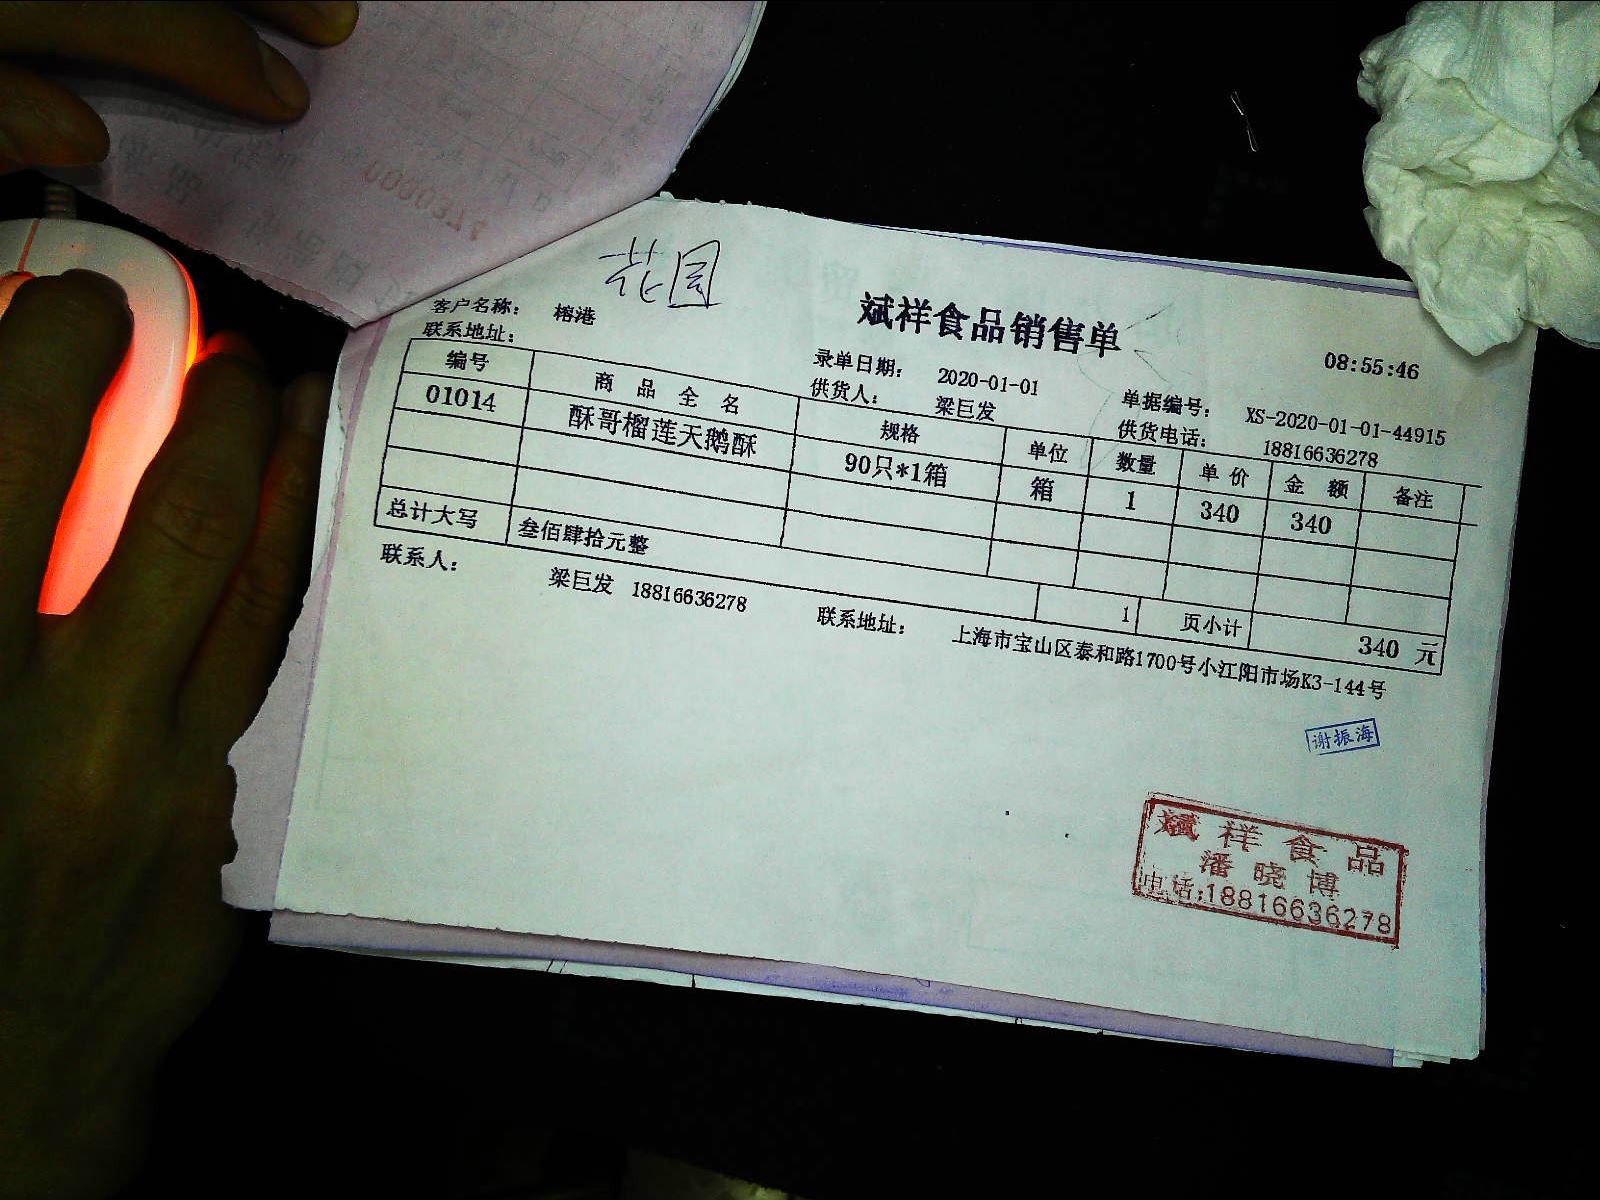 花园
斌祥食品销售单
08:55:46
客户名称： 榕港
录单日期： 2020-01-01
单据编号： XS-2020-01-01-44915
联系地址：
供货人： 梁巨发
供货电话： 18816636278
编号 商品全名 规格 单位 数量 单价 金额 备注
01014 酥哥榴莲天鹅酥 90只*1箱 箱 1 340 340
总计大写 叁佰肆拾元整 1 页小计 340 元
联系人： 梁巨发 18816636278 联系地址： 上海市宝山区泰和路1700号小江阳市场K3-144号
谢振海
斌祥食品
潘晓博
电话:18816636278